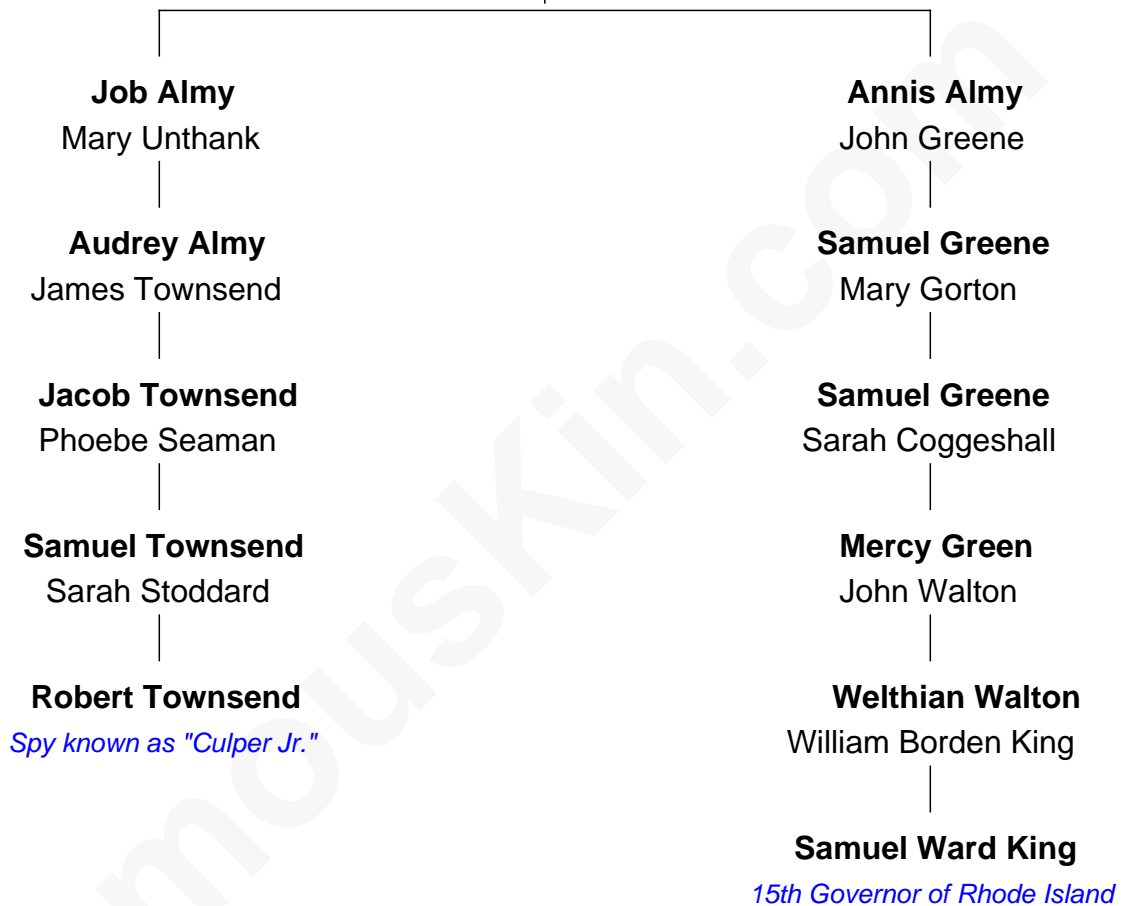 Job Almy
Mary Unthank
Audrey Almy
James Townsend
Jacob Townsend
Phoebe Seaman
Samuel Townsend
Sarah Stoddard
Robert Townsend
Spy known as "Culper Jr."
Annis Almy
John Greene
Samuel Greene
Mary Gorton
Samuel Greene
Sarah Coggeshall
Mercy Green
John Walton
Welthian Walton
William Borden King
Samuel Ward King
15th Governor of Rhode Island
mousKin.com